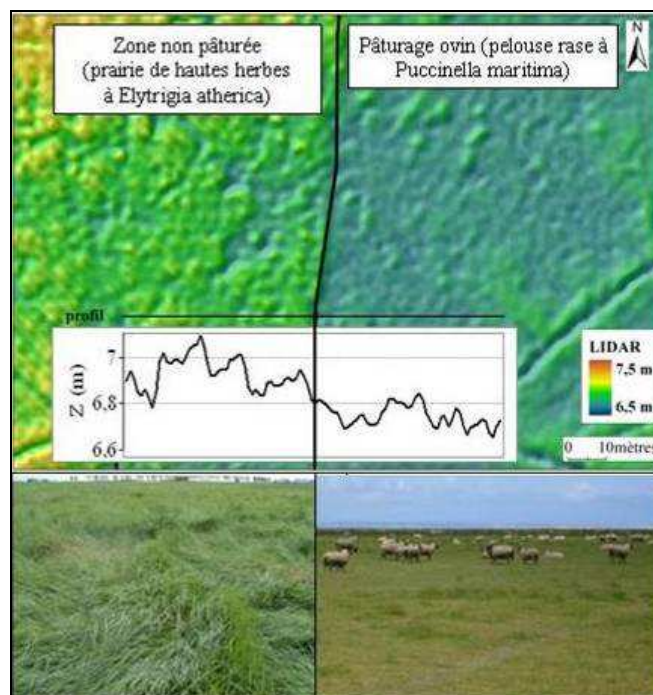 Zone non pâturée
(prairie de hautes herbes
à Elytrigia atherica)
Pâturage ovin (pelouse rase à
Puccinella maritima)
N
profil
Z (m)
7
6,8
6,6
LIDAR
7,5 m
6,5 m
0 10mètres